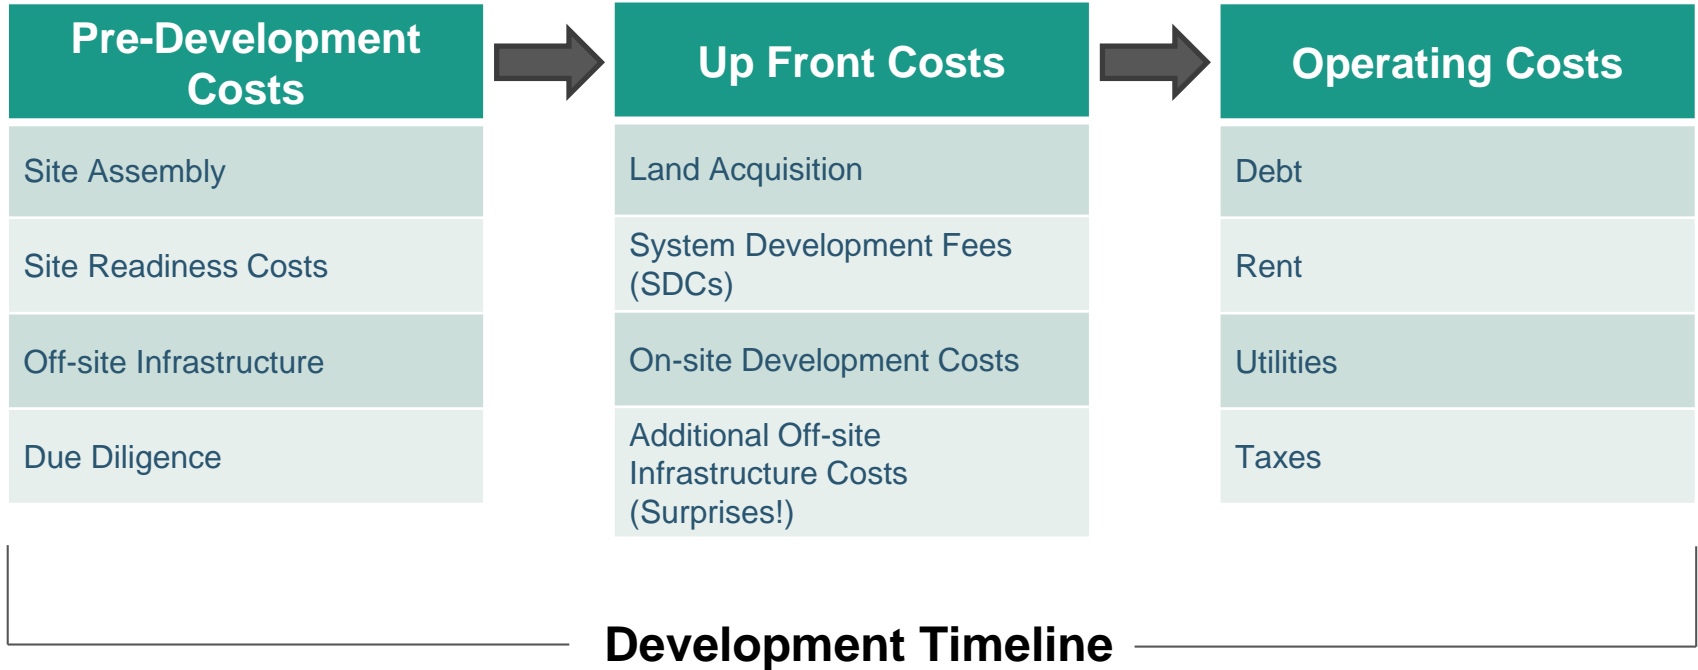 Pre-Development
Costs
Site Assembly
Site Readiness Costs
Off-site Infrastructure
Due Diligence
Up Front Costs
Land Acquisition
System Development Fees
(SDCs)
On-site Development Costs
Additional Off-site
Infrastructure Costs
(Surprises!)
Operating Costs
Debt
Rent
Utilities
Taxes
Development Timeline